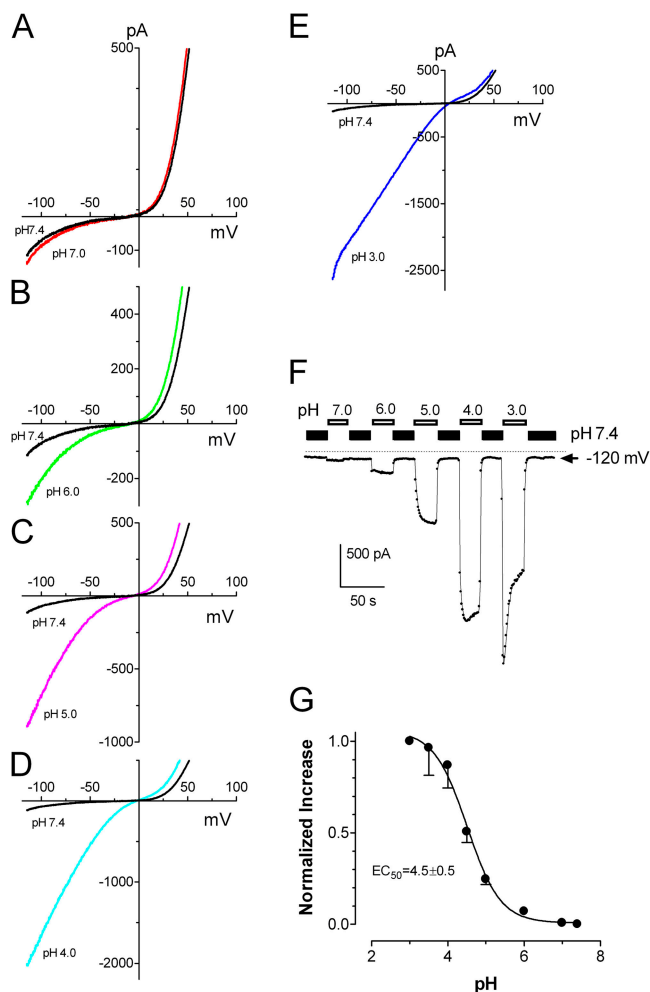 A
pA
500
-100
-50
50
100
mV
pH7.4
pH 7.0
-100
B
400
200
-100
-50
50
100
mV
pH 7.4
-200
pH 6.0
C
500
-100
-50
50
100
mV
pH 7.4
-500
pH 5.0
-1000
D
-100
-50
50
100
mV
pH 7.4
-1000
pH 4.0
-2000
E
pA
500
-100
-50
50
100
mV
pH 7.4
-500
-1500
pH 3.0
-2500
F
pH 7.0 6.0 5.0 4.0 3.0
pH 7.4
-120 mV
500 pA
50 s
G
Normalized Increase
1.0
0.5
0.0
EC50=4.5±0.5
2 4 6 8
pH